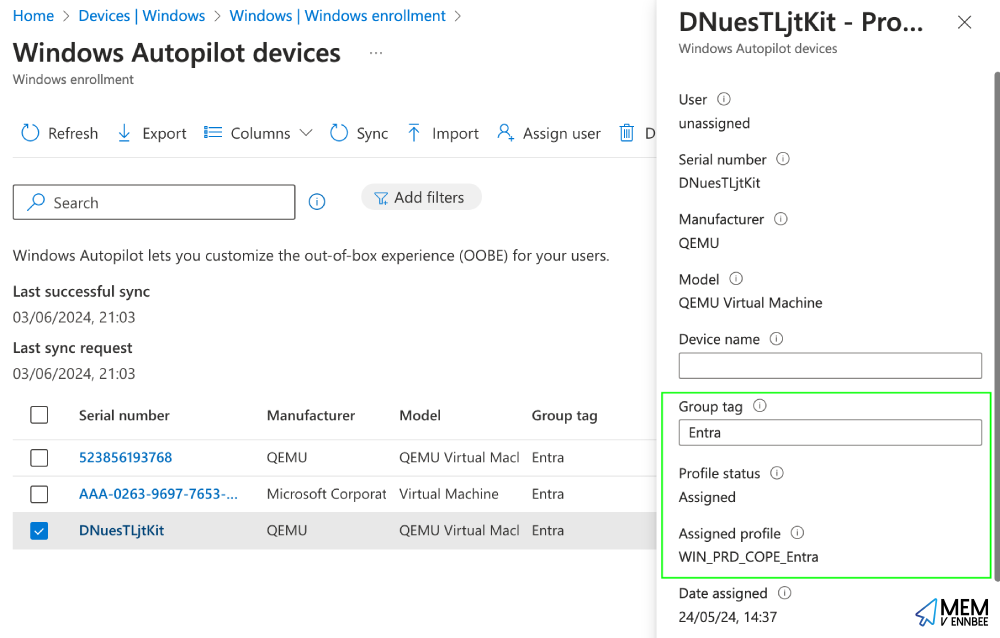 Home > Devices | Windows > Windows | Windows enrollment >
Windows Autopilot devices ...
Windows enrollment
Refresh Export Columns Sync Import Assign user D
Search
Add filters
Windows Autopilot lets you customize the out-of-box experience (OOBE) for your users.
Last successful sync
03/06/2024, 21:03
Last sync request
03/06/2024, 21:03
Serial number Manufacturer Model Group tag
523856193768 QEMU QEMU Virtual Macl Entra
AAA-0263-9697-7653-... Microsoft Corporat Virtual Machine Entra
DNuesTLjtKit QEMU QEMU Virtual Macl Entra
DNuesTLjtKit - Pro...
Windows Autopilot devices
User
unassigned
Serial number
DNuesTLjtKit
Manufacturer
QEMU
Model
QEMU Virtual Machine
Device name
Group tag
Entra
Profile status
Assigned
Assigned profile
WIN_PRD_COPE_Entra
Date assigned
24/05/24, 14:37
MEM
V ENNBEE